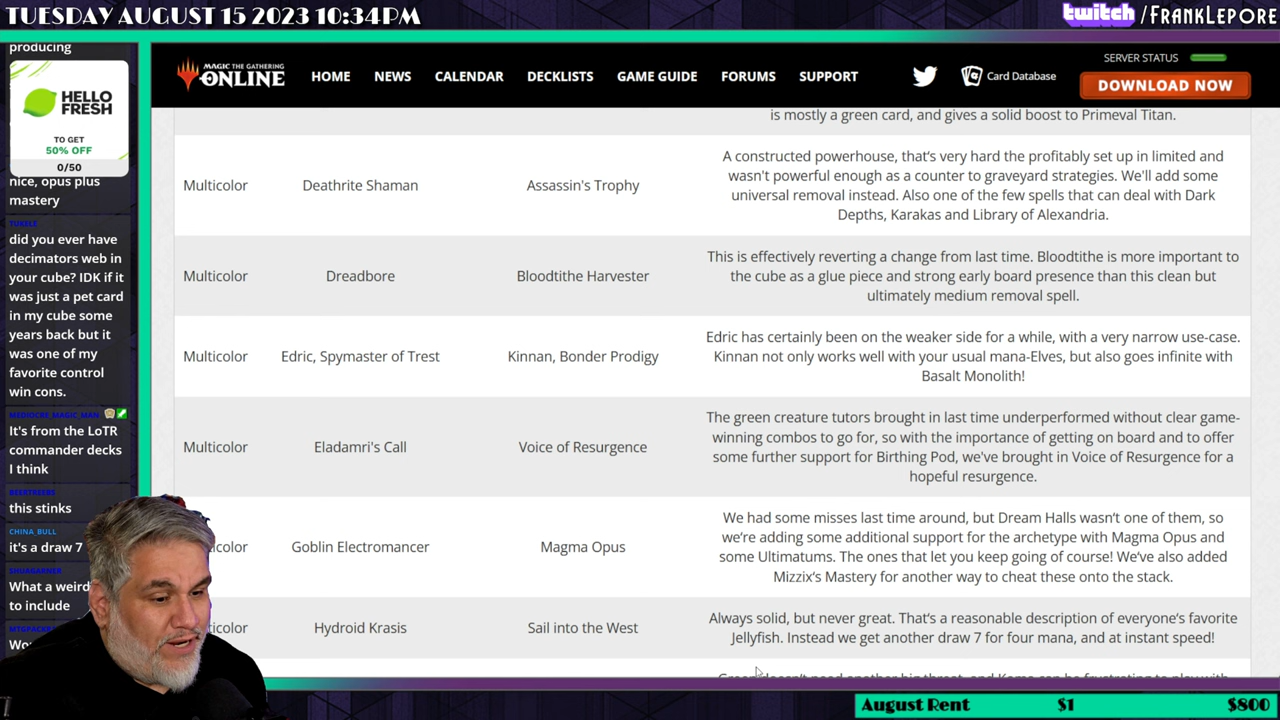 TUESDAY AUGUST 15 2023 10:34PM
twitch /FRANKLEPORE
producing
HELLO
FRESH
TO GET
50% OFF
0/50
nice, opus plus
mastery
TUKELE
did you ever have
decimators web in
your cube? IDK if it
was just a pet card
in my cube some
years back but it
was one of my
favorite control
win cons.
MEDIOCRE_MAGIC_MAN
It's from the LoTR
commander decks
I think
this stinks
CHINA_BULL
it's a draw 7
What a weird
to include
MAGIC THE GATHERING
ONLINE
HOME
NEWS
CALENDAR
DECKLISTS
GAME GUIDE
FORUMS
SUPPORT
Card Database
SERVER STATUS
DOWNLOAD NOW
is mostly a green card, and gives a solid boost to Primeval Titan.
Multicolor
Deathrite Shaman
Assassin's Trophy
A constructed powerhouse, that's very hard the profitably set up in limited and
wasn't powerful enough as a counter to graveyard strategies. We'll add some
universal removal instead. Also one of the few spells that can deal with Dark
Depths, Karakas and Library of Alexandria.
Multicolor
Dreadbore
Bloodtithe Harvester
This is effectively reverting a change from last time. Bloodtithe is more important to
the cube as a glue piece and strong early board presence than this clean but
ultimately medium removal spell.
Multicolor
Edric, Spymaster of Trest
Kinnan, Bonder Prodigy
Edric has certainly been on the weaker side for a while, with a very narrow use-case.
Kinnan not only works well with your usual mana-Elves, but also goes infinite with
Basalt Monolith!
Multicolor
Eladamri's Call
Voice of Resurgence
The green creature tutors brought in last time underperformed without clear game-
winning combos to go for, so with the importance of getting on board and to offer
some further support for Birthing Pod, we've brought in Voice of Resurgence for a
hopeful resurgence.
color
Goblin Electromancer
Magma Opus
We had some misses last time around, but Dream Halls wasn't one of them, so
we're adding some additional support for the archetype with Magma Opus and
some Ultimatums. The ones that let you keep going of course! We've also added
Mizzix's Mastery for another way to cheat these onto the stack.
color
Hydroid Krasis
Sail into the West
Always solid, but never great. That's a reasonable description of everyone's favorite
Jellyfish. Instead we get another draw 7 for four mana, and at instant speed!
August Rent
$1
$800